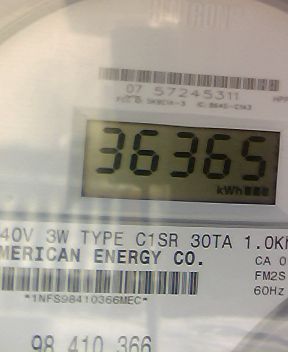 07 57245311
36365
kWh
40V 3W TYPE C1SR 30TA 1.0K
MERICAN ENERGY CO.
CA 0
FM2S
60Hz
*1NFS98410366MEC*
98 410 366